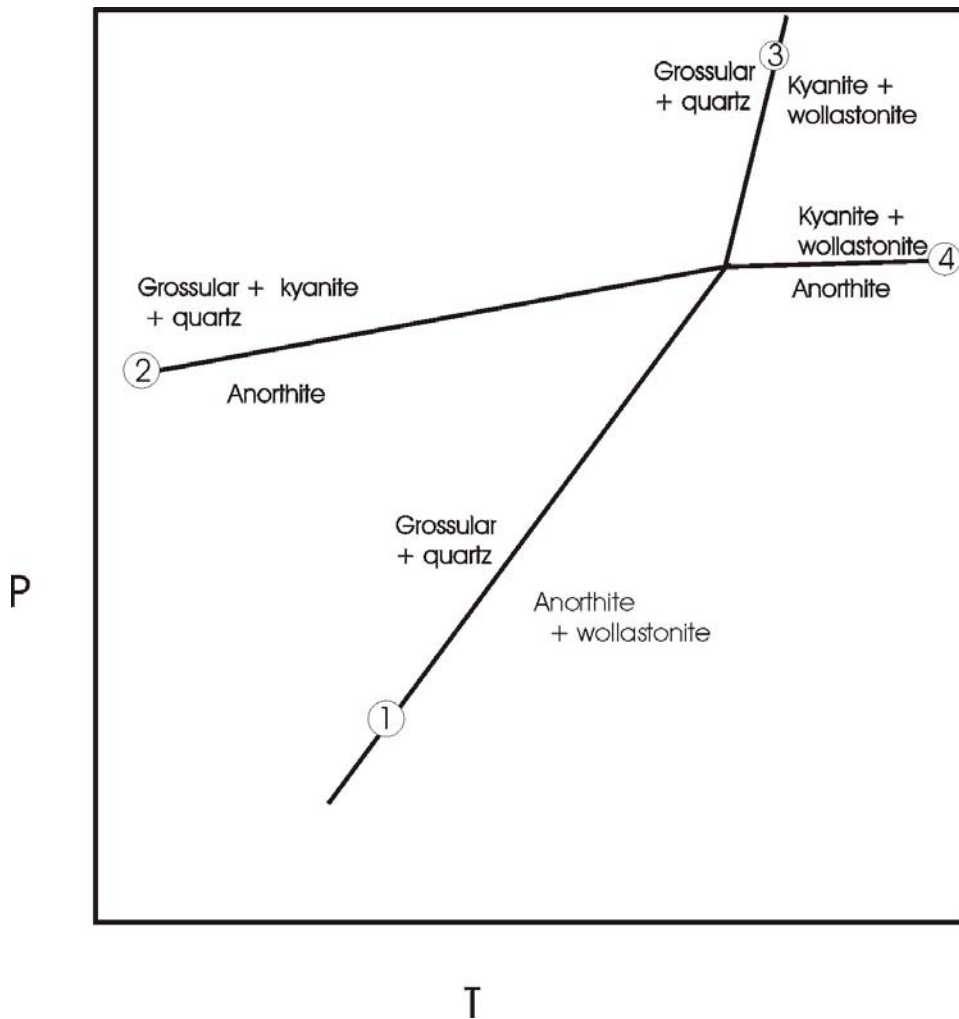 3
Grossular
+ quartz
Kyanite +
wollastonite
Kyanite +
wollastonite
4
Anorthite
Grossular + kyanite
+ quartz
2
Anorthite
Grossular
+ quartz
P
Anorthite
+ wollastonite
1
T